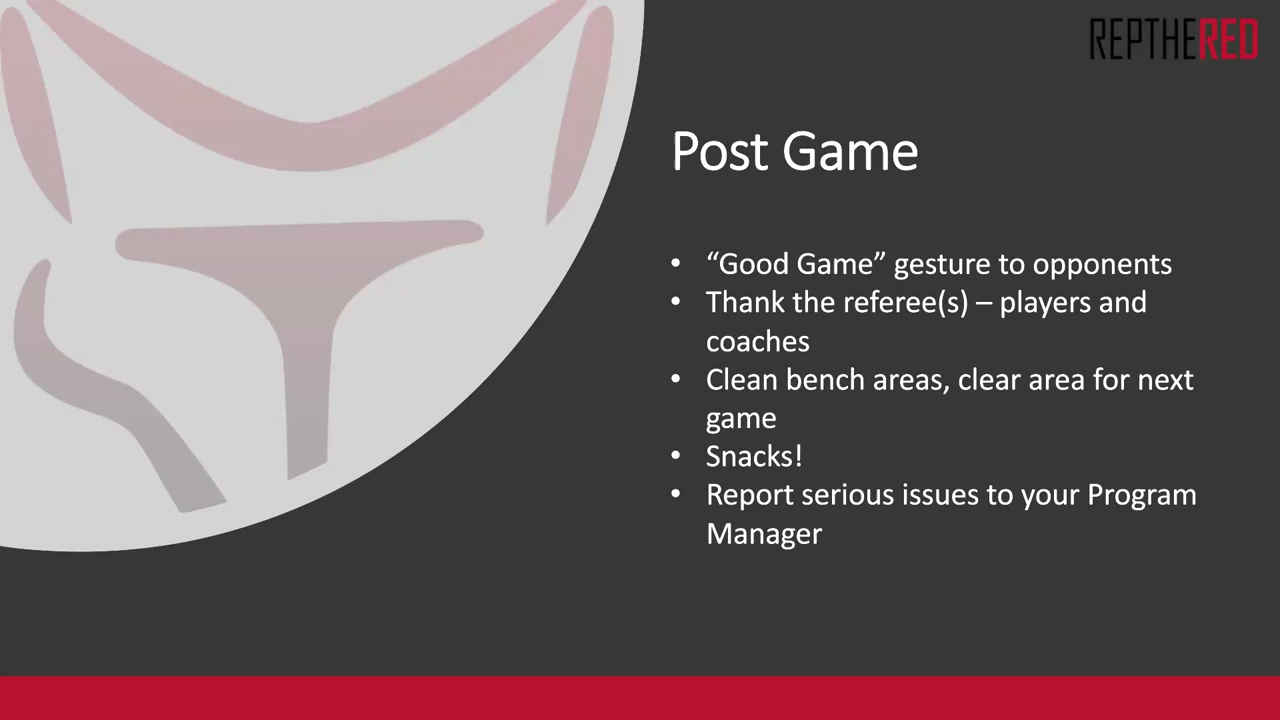 REPTHERED
Post Game
• “Good Game” gesture to opponents
• Thank the referee(s) – players and
coaches
• Clean bench areas, clear area for next
game
• Snacks!
• Report serious issues to your Program
Manager